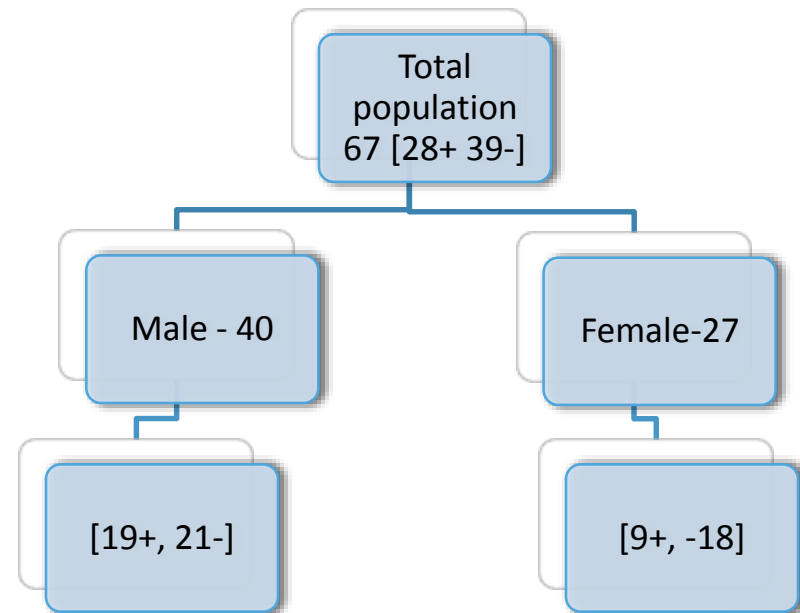 Total
population
67 [28+ 39-]
Male - 40
Female-27
[19+, 21-]
[9+, -18]